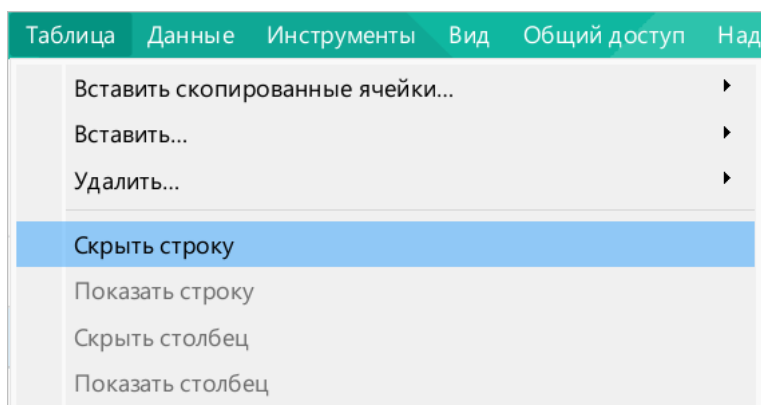 Таблица Данные Инструменты Вид Общий доступ Над
Вставить скопированные ячейки...
Вставить...
Удалить...
Скрыть строку
Показать строку
Скрыть столбец
Показать столбец